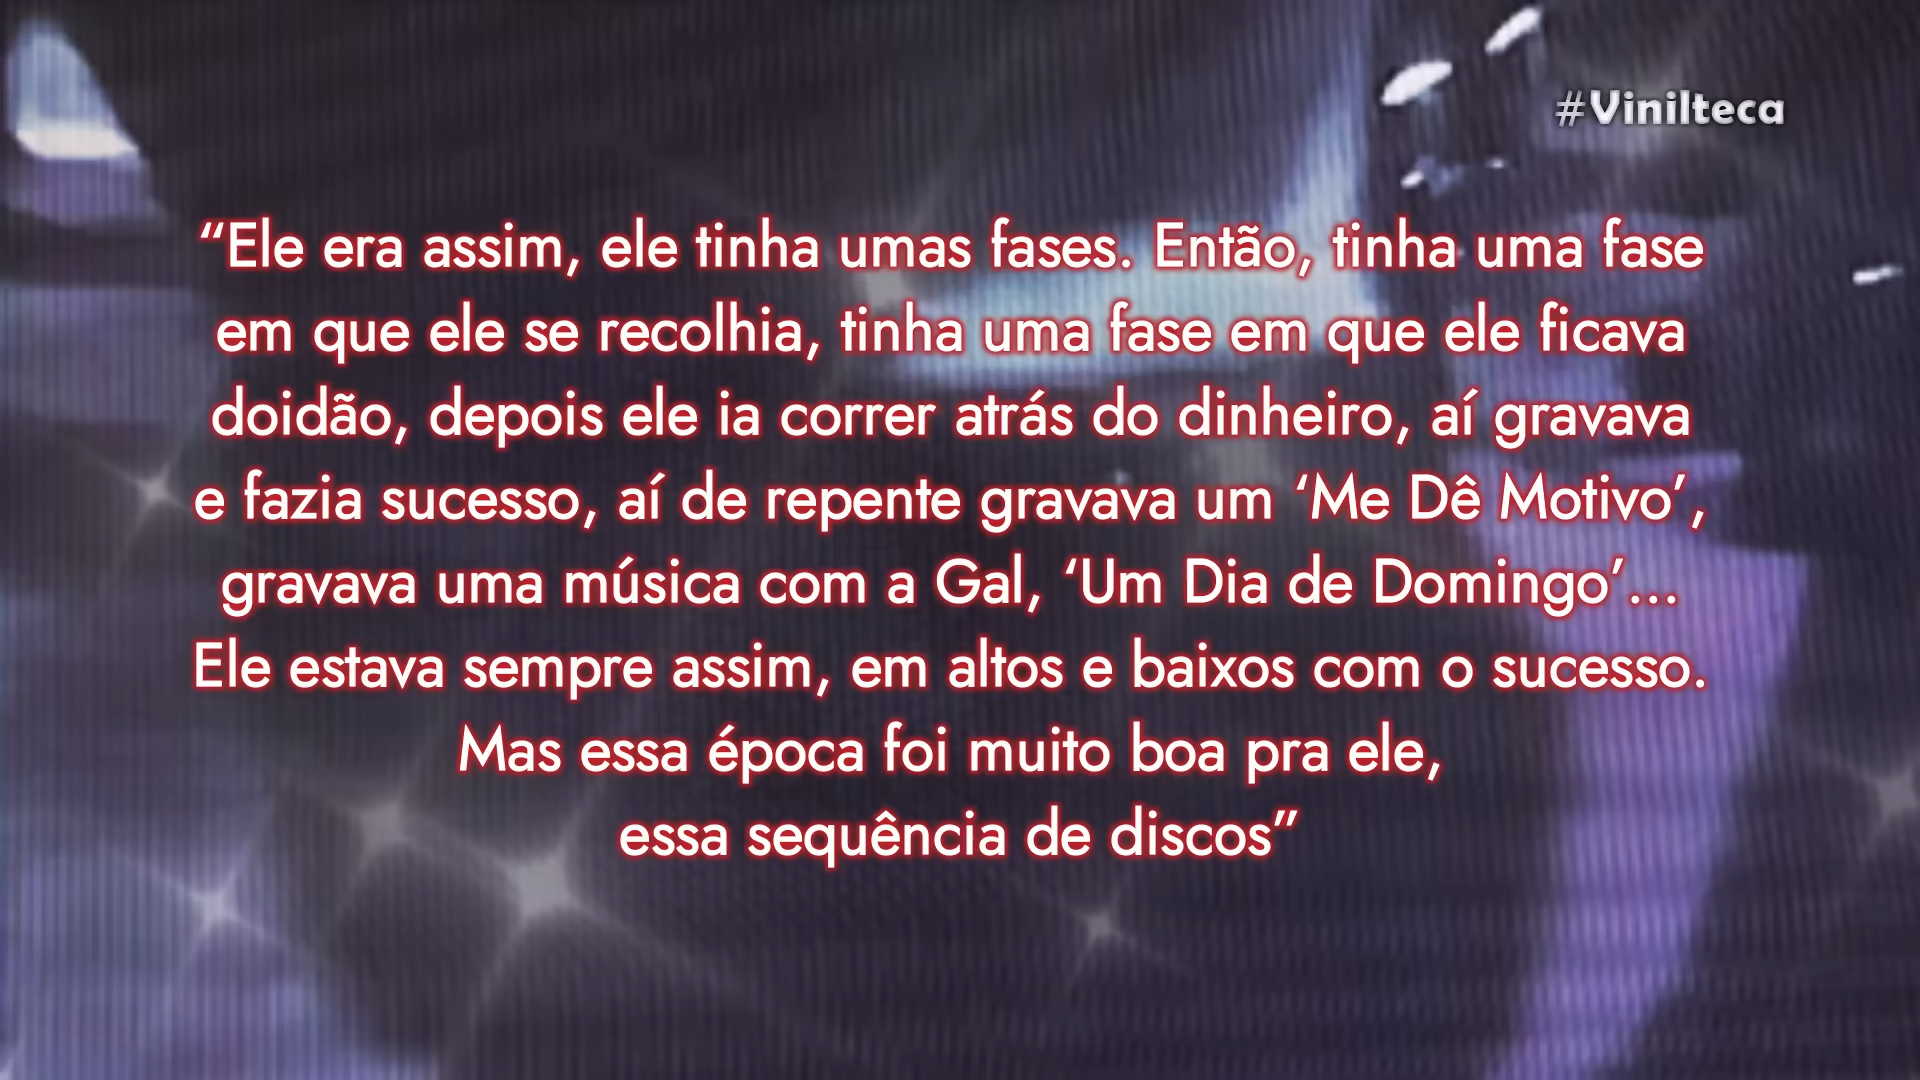 #Vinilteca
“Ele era assim, ele tinha umas fases. Então, tinha uma fase
em que ele se recolhia, tinha uma fase em que ele ficava
doidão, depois ele ia correr atrás do dinheiro, aí gravava
e fazia sucesso, aí de repente gravava um ‘Me Dê Motivo’,
gravava uma música com a Gal, ‘Um Dia de Domingo’...
Ele estava sempre assim, em altos e baixos com o sucesso.
Mas essa época foi muito boa pra ele,
essa sequência de discos”